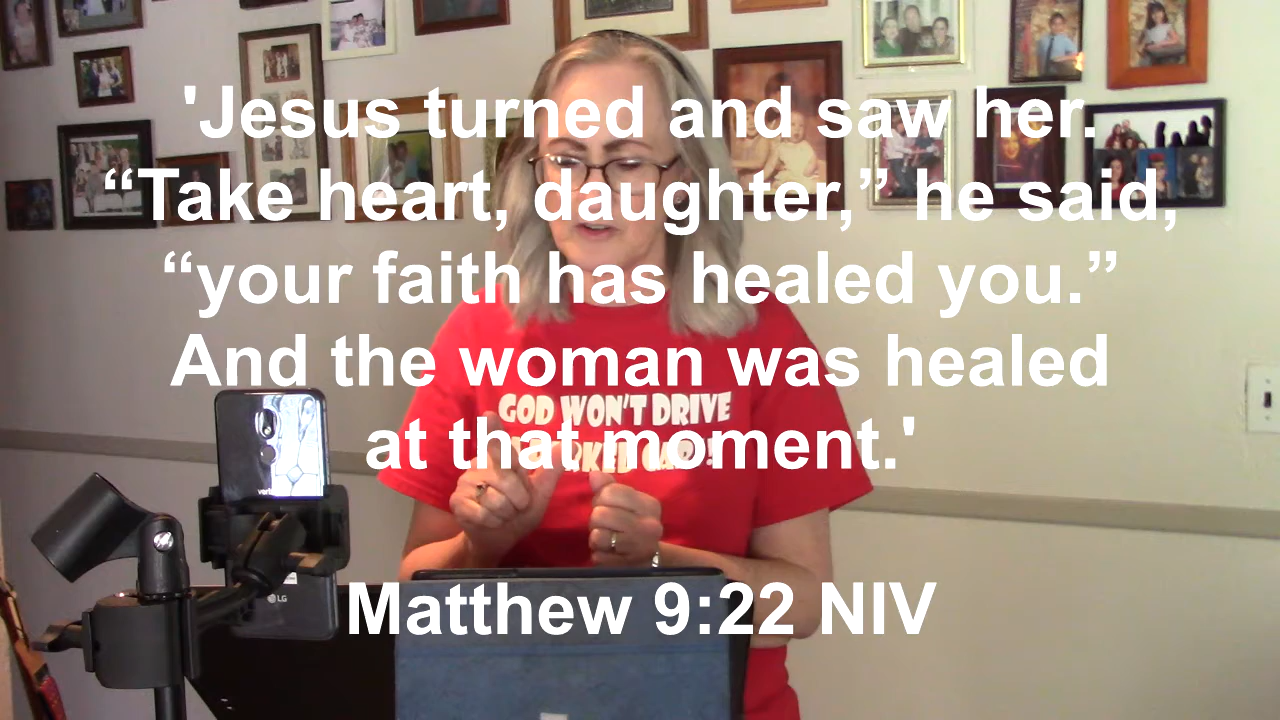 'Jesus turned and saw her.
“Take heart, daughter,” he said,
“your faith has healed you.”
And the woman was healed
at that moment.'
GOD WON'T DRIVE
LG
Matthew 9:22 NIV